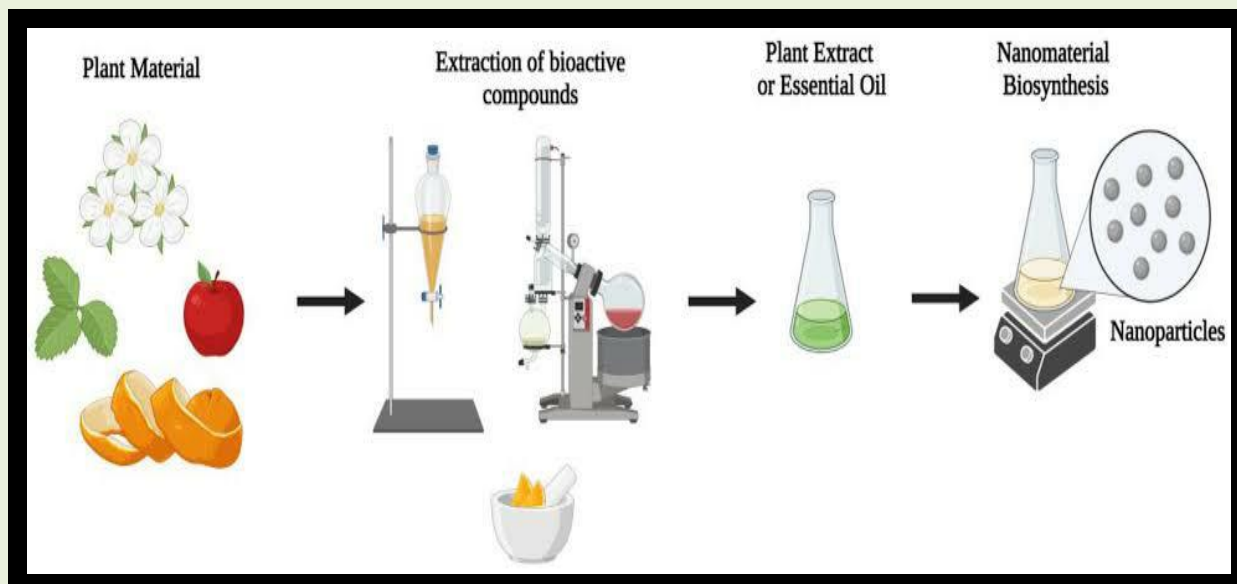 Plant Material
Extraction of bioactive
compounds
Plant Extract
or Essential Oil
Nanomaterial
Biosynthesis
Nanoparticles